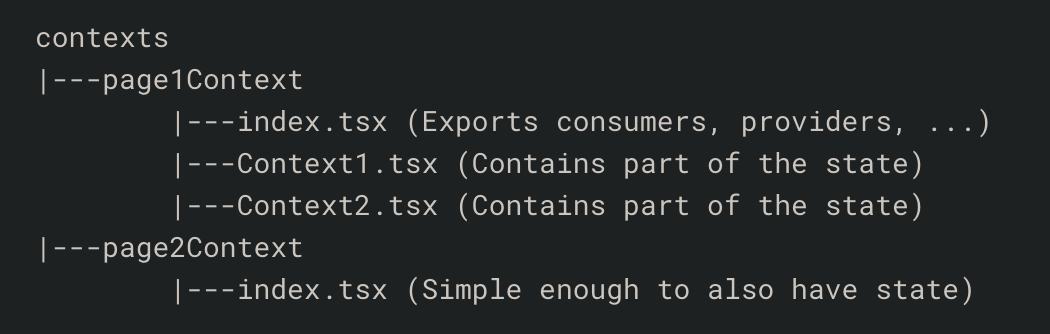 contexts
|---page1Context
        |---index.tsx (Exports consumers, providers, ...)
        |---Context1.tsx (Contains part of the state)
        |---Context2.tsx (Contains part of the state)
|---page2Context
        |---index.tsx (Simple enough to also have state)